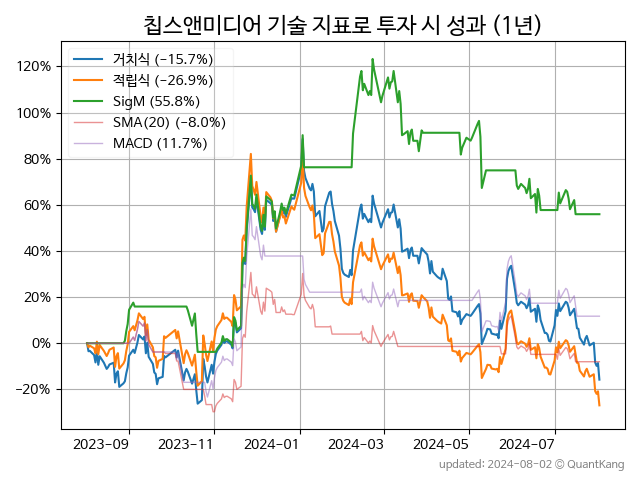 칩스앤미디어 기술 지표로 투자 시 성과 (1년)
거치식 (−15.7%)
적립식 (−26.9%)
SigM (55.8%)
SMA(20) (−8.0%)
MACD (11.7%)
120%
100%
80%
60%
40%
20%
0%
−20%
2023-09
2023-11
2024-01
2024-03
2024-05
2024-07
updated: 2024-08-02 © QuantKang